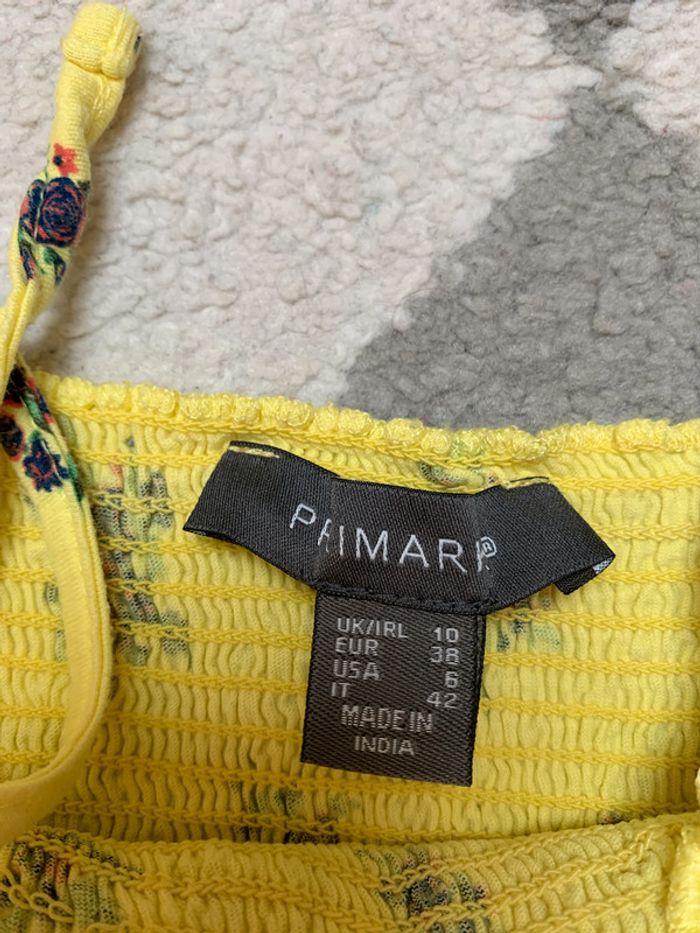 PRIMARK®
UK/IRL 10
EUR 38
USA 6
IT 42
MADE IN
INDIA